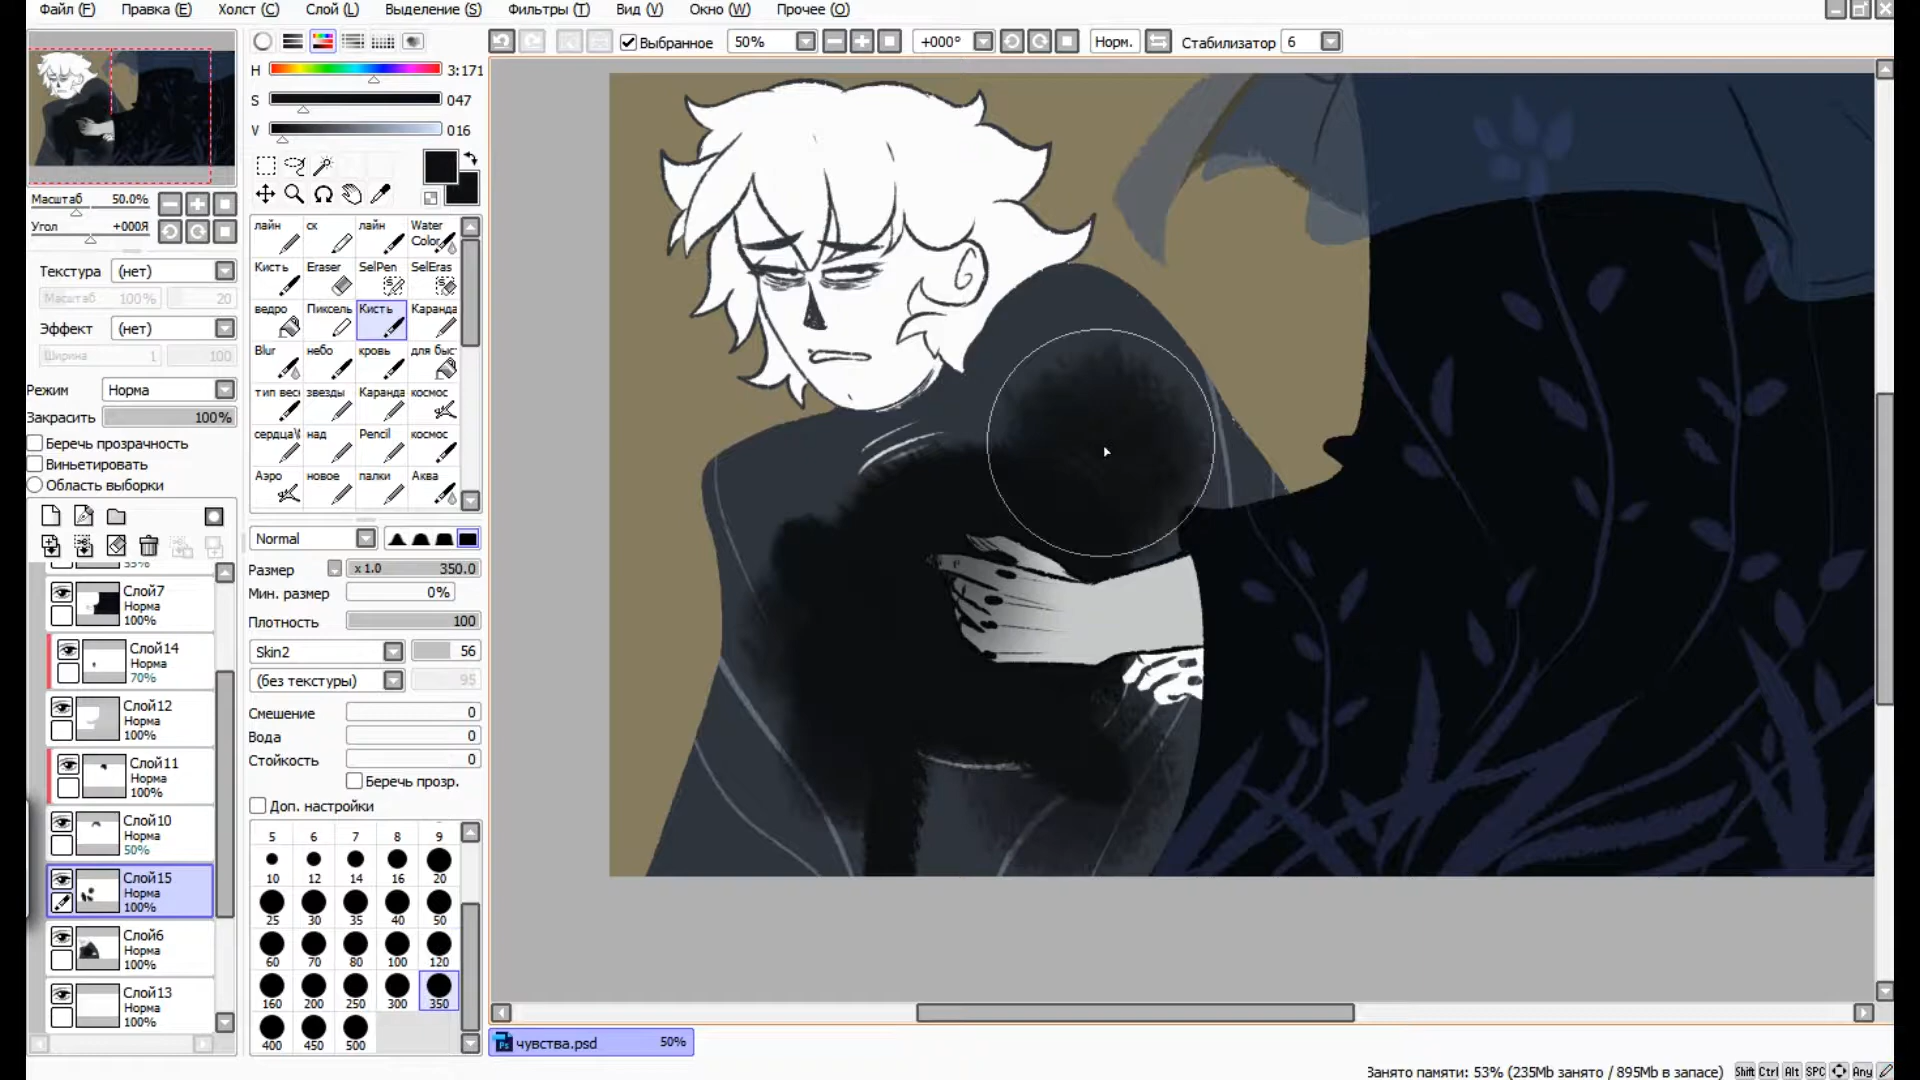 Файл (F) Правка (E) Холст (C) Слой (L) Выделение (S) Фильтры (T) Вид (V) Окно (W) Прочее (O)
Выбранное 50% +000° Норм. Стабилизатор 6
H 3:171
S 047
V 016
Масштаб 50.0%
Угол +000Я
Текстура (нет)
Масштаб 100% 20
Эффект (нет)
Ширина 1 100
Режим Норма
Закрасить 100%
Беречь прозрачность
Виньетировать
Область выборки
лайн ск лайн Water Color
Кисть Eraser SelPen SelEras
ведро Пиксель Кисть Каранда
Blur небо кровь для быс
тип вес звезды Каранда космос
сердца\ над Pencil космос
Аэро новое палки Аква
Normal
Размер x 1.0 350.0
Мин. размер 0%
Плотность 100
Skin2 56
(без текстуры) 95
Смешение 0
Вода 0
Стойкость 0
Беречь прозр.
Доп. настройки
5 6 7 8 9
10 12 14 16 20
25 30 35 40 50
60 70 80 100 120
160 200 250 300 350
400 450 500
Слой7
Норма
100%
Слой14
Норма
70%
Слой12
Норма
100%
Слой11
Норма
100%
Слой10
Норма
50%
Слой15
Норма
100%
Слой6
Норма
100%
Слой13
Норма
100%
Ps чувства.psd 50%
Занято памяти: 53% (235Mb занято / 895Mb в запасе) Shift Ctrl Alt SPC Any